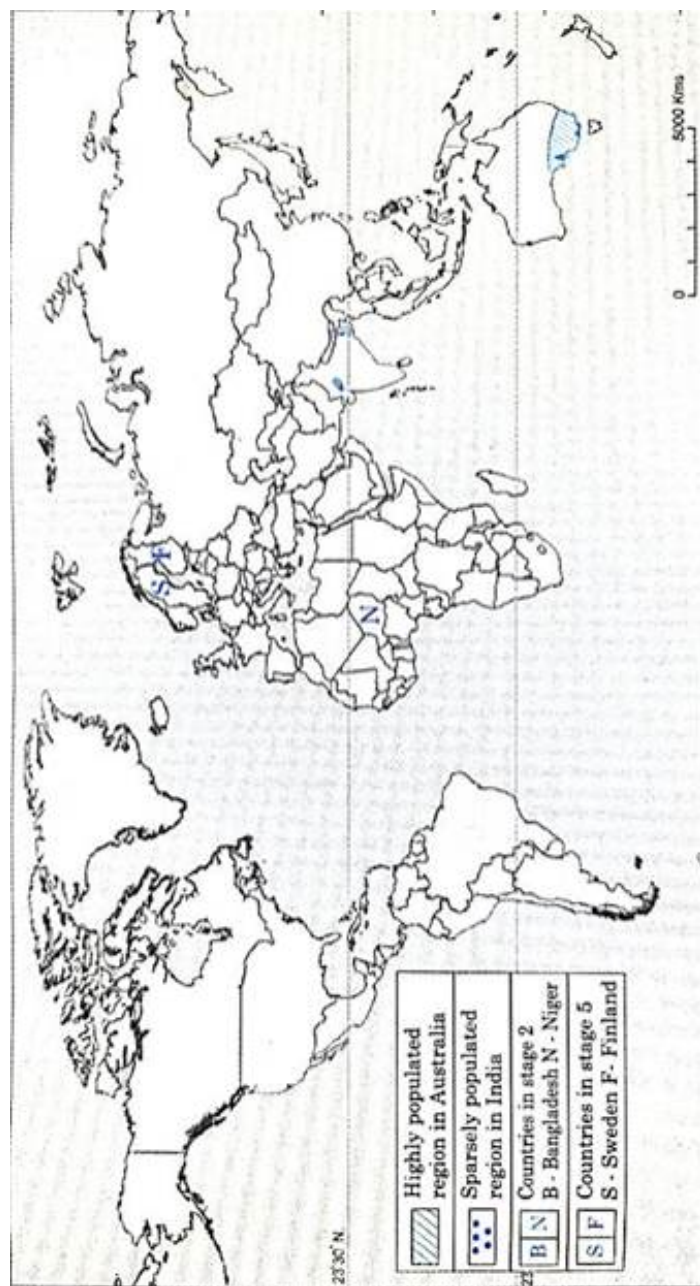 S F
N
A
23°30' N
23
0 5000 Kms
Highly populated
region in Australia
Sparsely populated
region in India
B N
Countries in stage 2
B - Bangladesh N - Niger
S F
Countries in stage 5
S - Sweden F- Finland